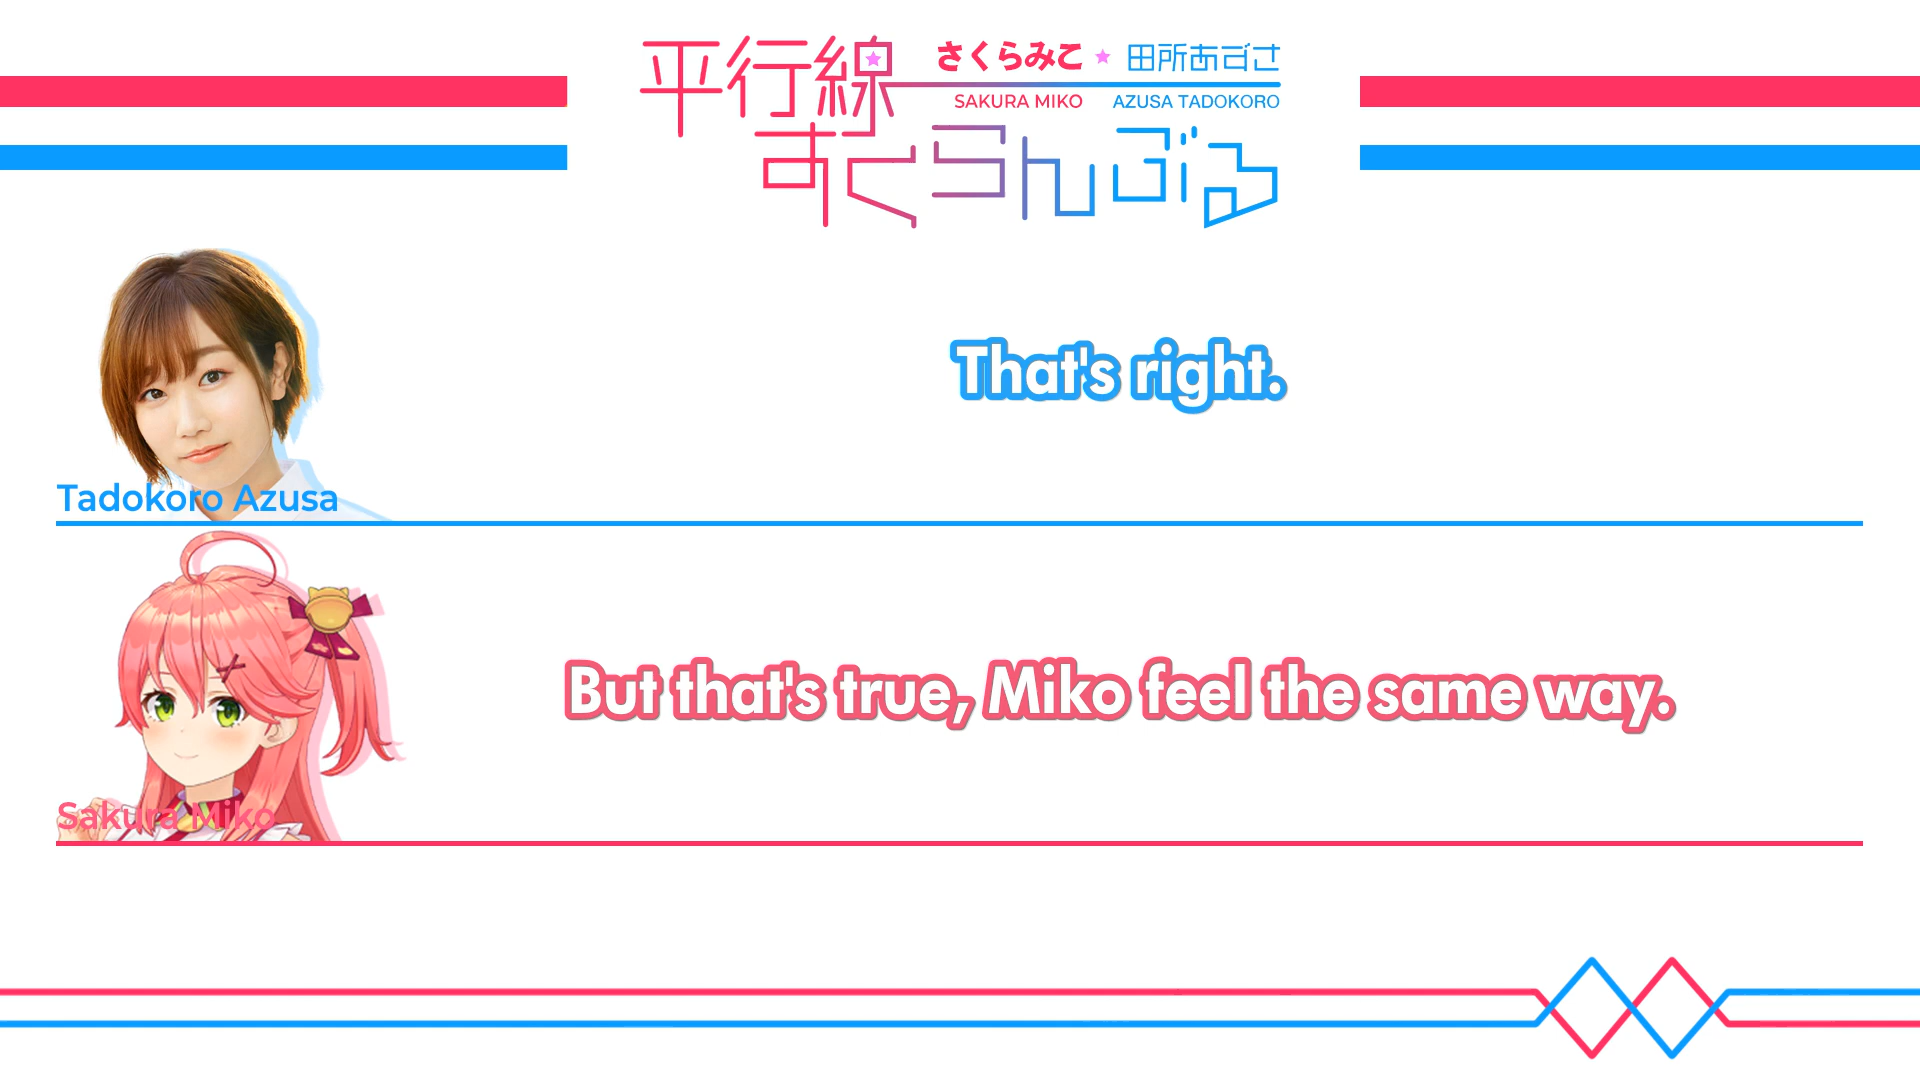 平行線
さくらみこ★田所あずさ
SAKURA MIKO AZUSA TADOKORO
すくらんぶる
That's right.
Tadokoro Azusa
But that's true, Miko feel the same way.
Sakura Miko